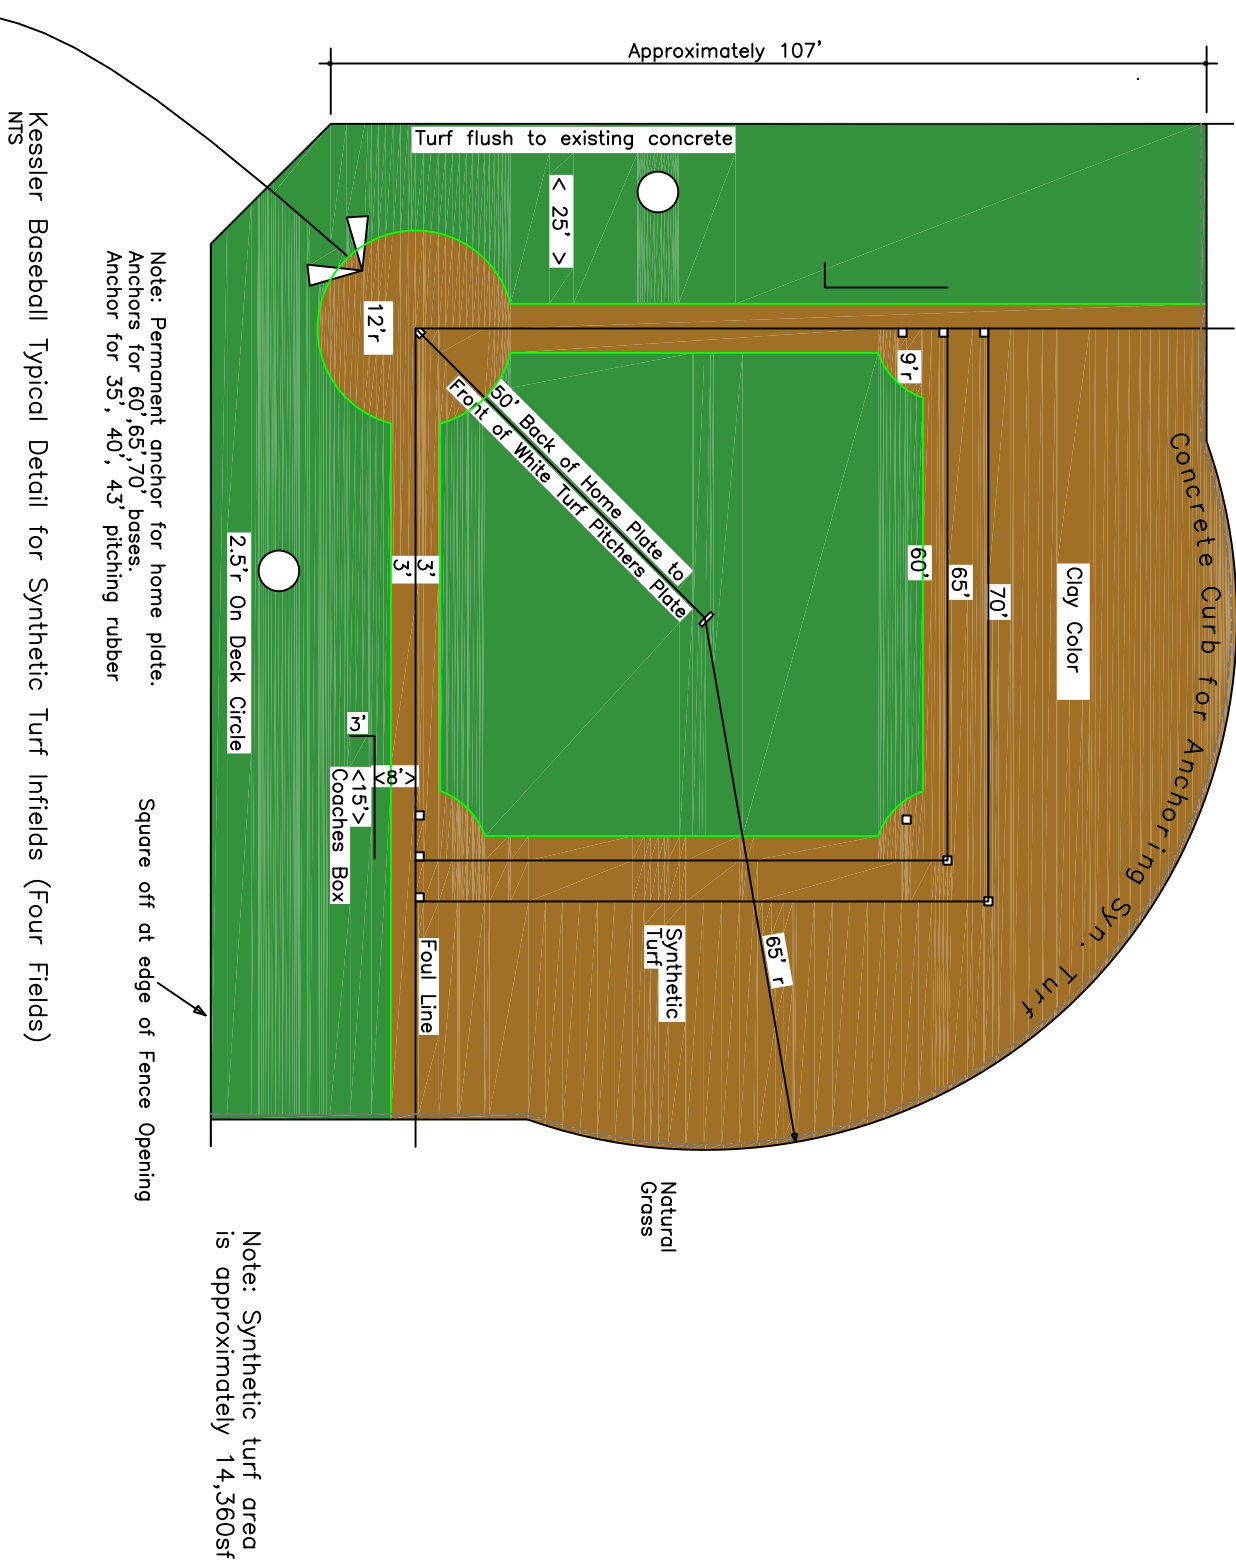 Approximately 107'
Turf flush to existing concrete
< 25' >
12'r
9'r
50' Back of Home Plate to
Front of White Turf Pitchers Plate
60'
65'
70'
Clay Color
Concrete Curb for Anchoring Syn. Turf
3'
3'
2.5'r On Deck Circle
3'
<8'>
<15'>
Coaches Box
Foul Line
Synthetic
Turf
65' r
Natural
Grass
Note: Permanent anchor for home plate.
Anchors for 60',65',70' bases.
Anchor for 35', 40', 43' pitching rubber
Square off at edge of Fence Opening
Kessler Baseball Typical Detail for Synthetic Turf Infields (Four Fields)
NTS
Note: Synthetic turf area
is approximately 14,360sf